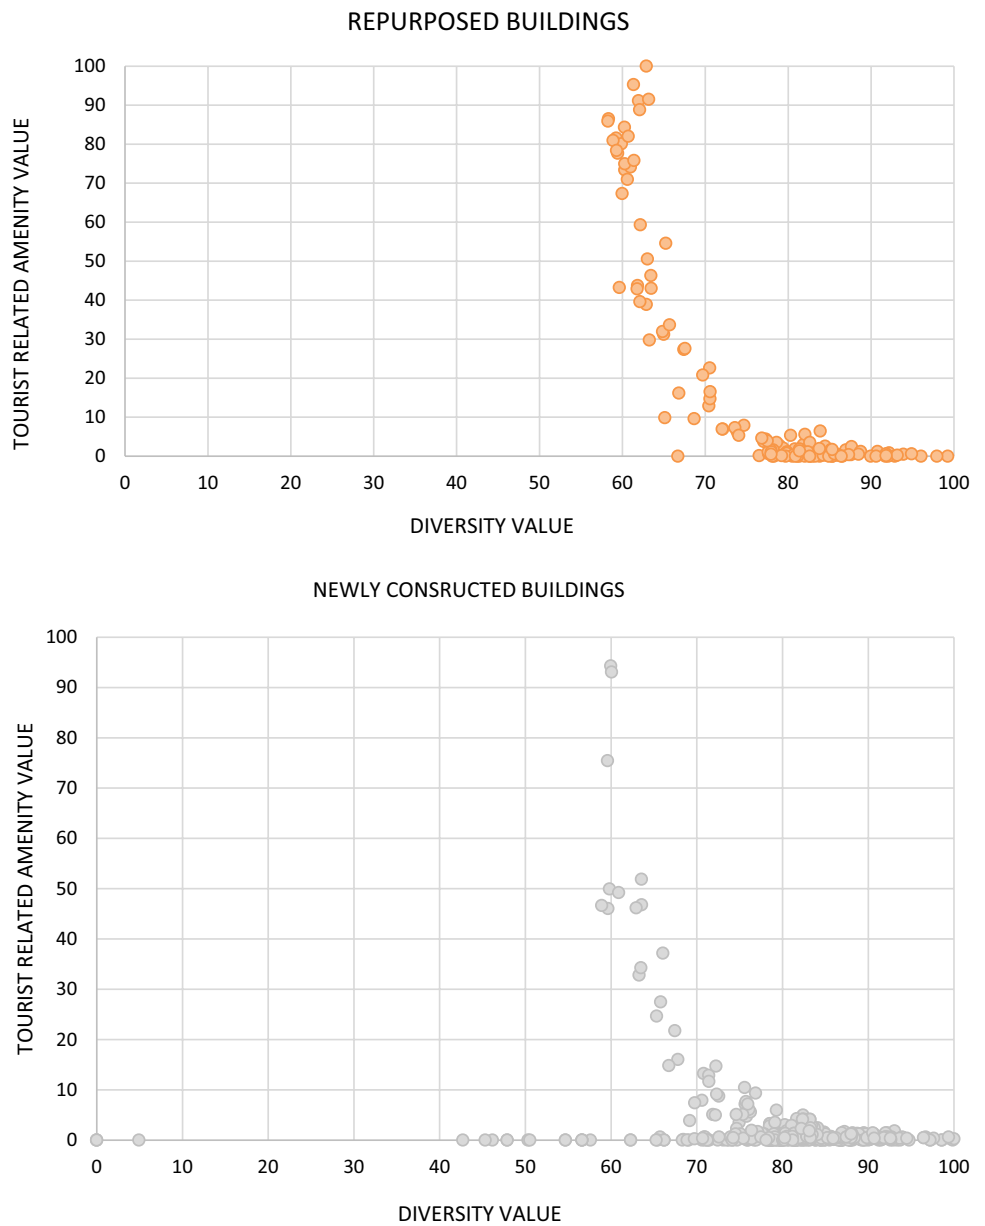 REPURPOSED BUILDINGS
TOURIST RELATED AMENITY VALUE
100
90
80
70
60
50
40
30
20
10
0
0 10 20 30 40 50 60 70 80 90 100
DIVERSITY VALUE
NEWLY CONSRUCTED BUILDINGS
TOURIST RELATED AMENITY VALUE
100
90
80
70
60
50
40
30
20
10
0
0 10 20 30 40 50 60 70 80 90 100
DIVERSITY VALUE